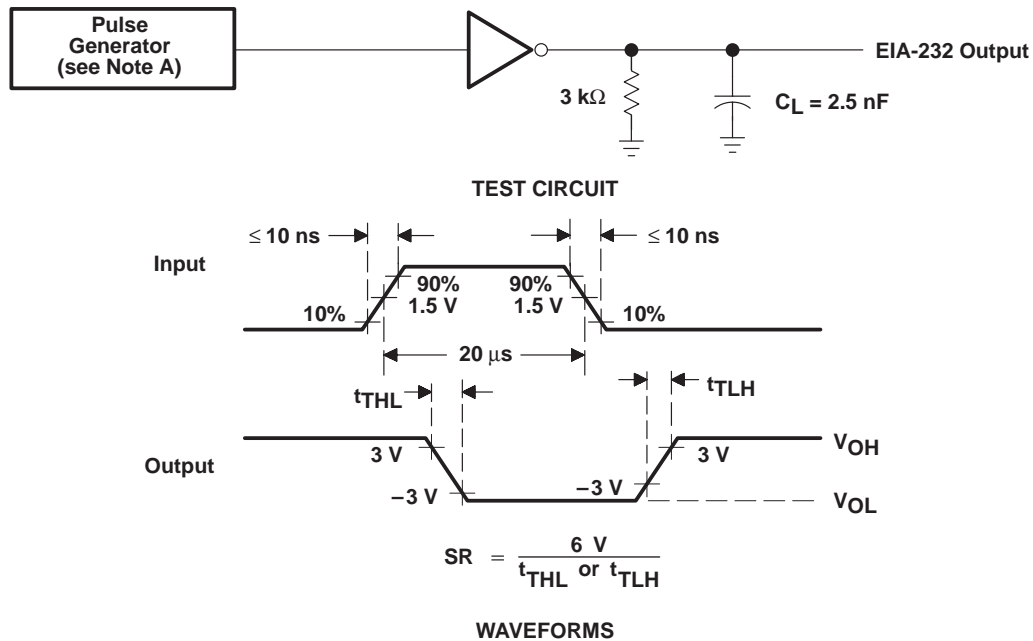 Pulse
Generator
(see Note A)
EIA-232 Output
3 kΩ
CL = 2.5 nF
TEST CIRCUIT
≤ 10 ns
≤ 10 ns
Input
90%
90%
1.5 V
1.5 V
10%
10%
20 µs
tTHL
tTLH
Output
3 V
3 V
VOH
–3 V
–3 V
VOL
SR = 6 V
tTHL or tTLH
WAVEFORMS